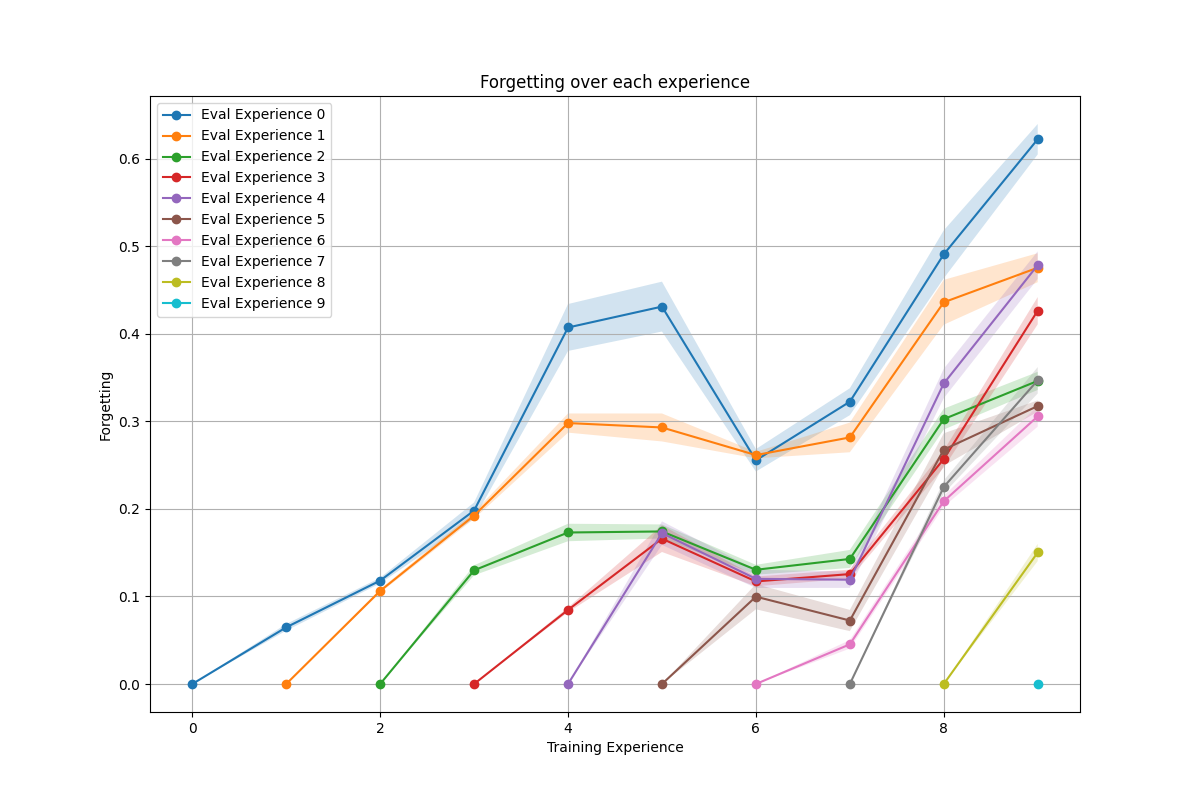 Forgetting over each experience
Eval Experience 0
Eval Experience 1
Eval Experience 2
Eval Experience 3
Eval Experience 4
Eval Experience 5
Eval Experience 6
Eval Experience 7
Eval Experience 8
Eval Experience 9
Forgetting
0.6
0.5
0.4
0.3
0.2
0.1
0.0
0 2 4 6 8
Training Experience